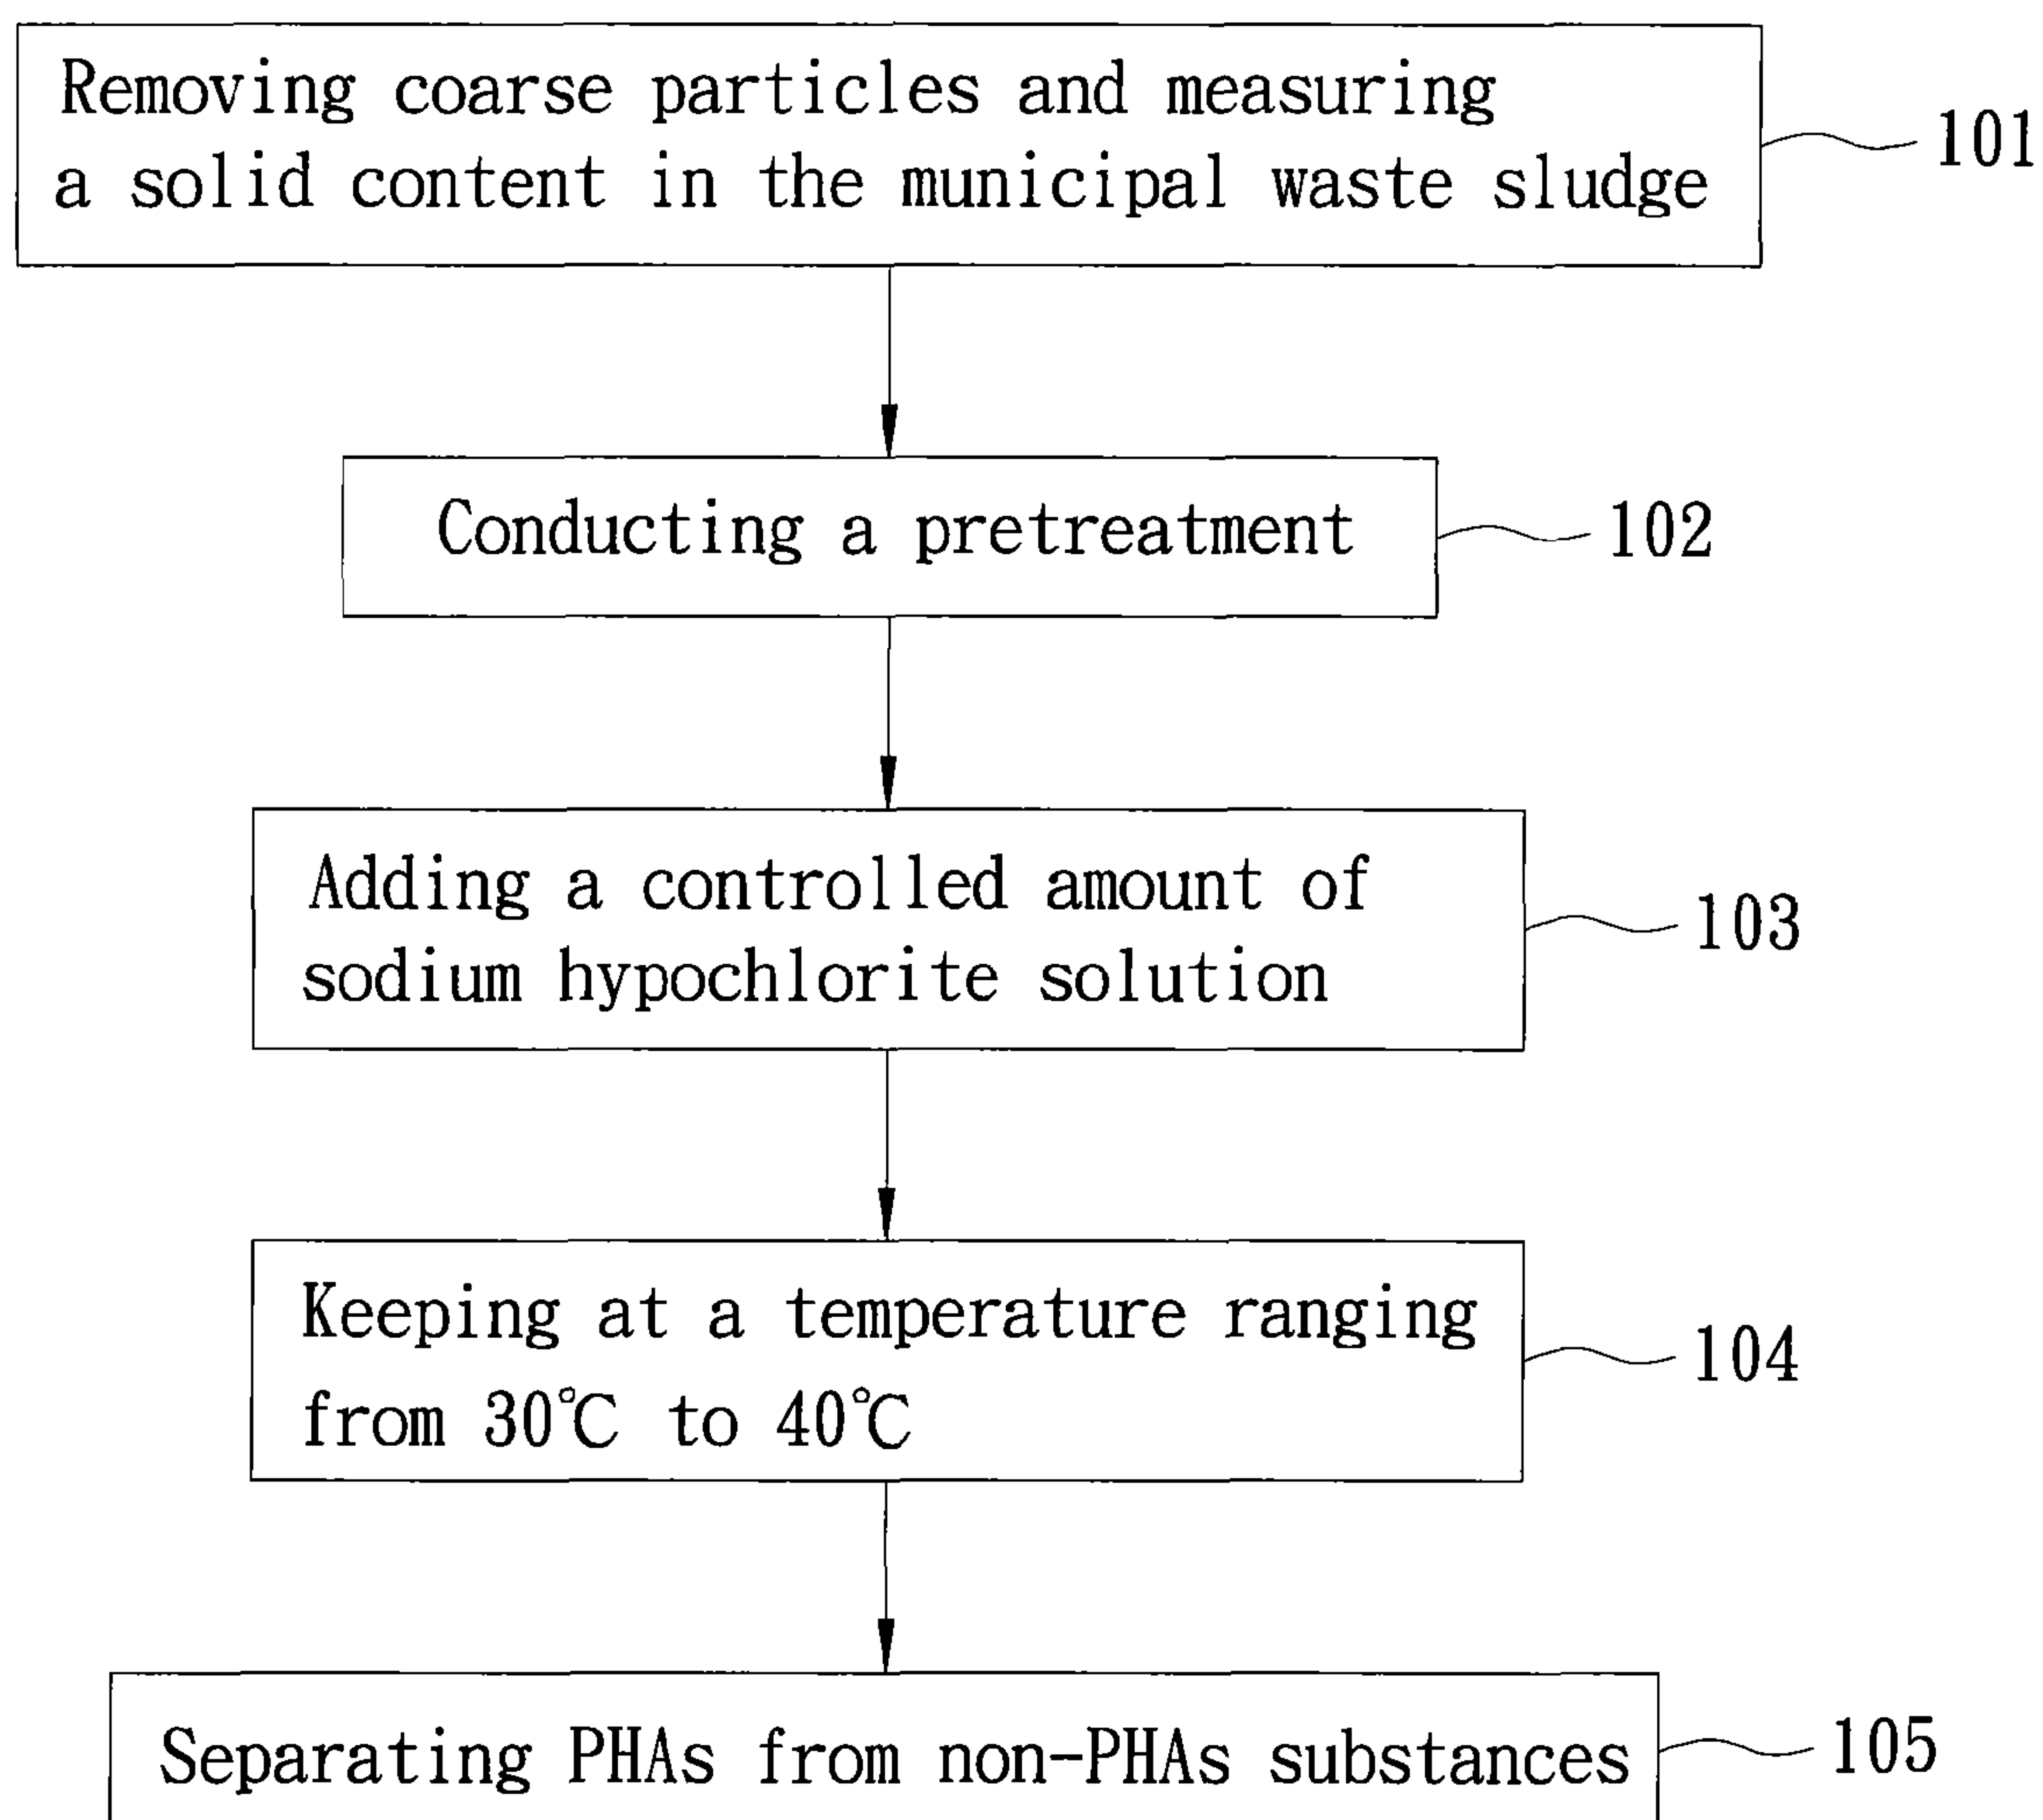 Removing coarse particles and measuring
a solid content in the municipal waste sludge
101
Conducting a pretreatment
102
Adding a controlled amount of
sodium hypochlorite solution
103
Keeping at a temperature ranging
from 30℃ to 40℃
104
Separating PHAs from non-PHAs substances
105